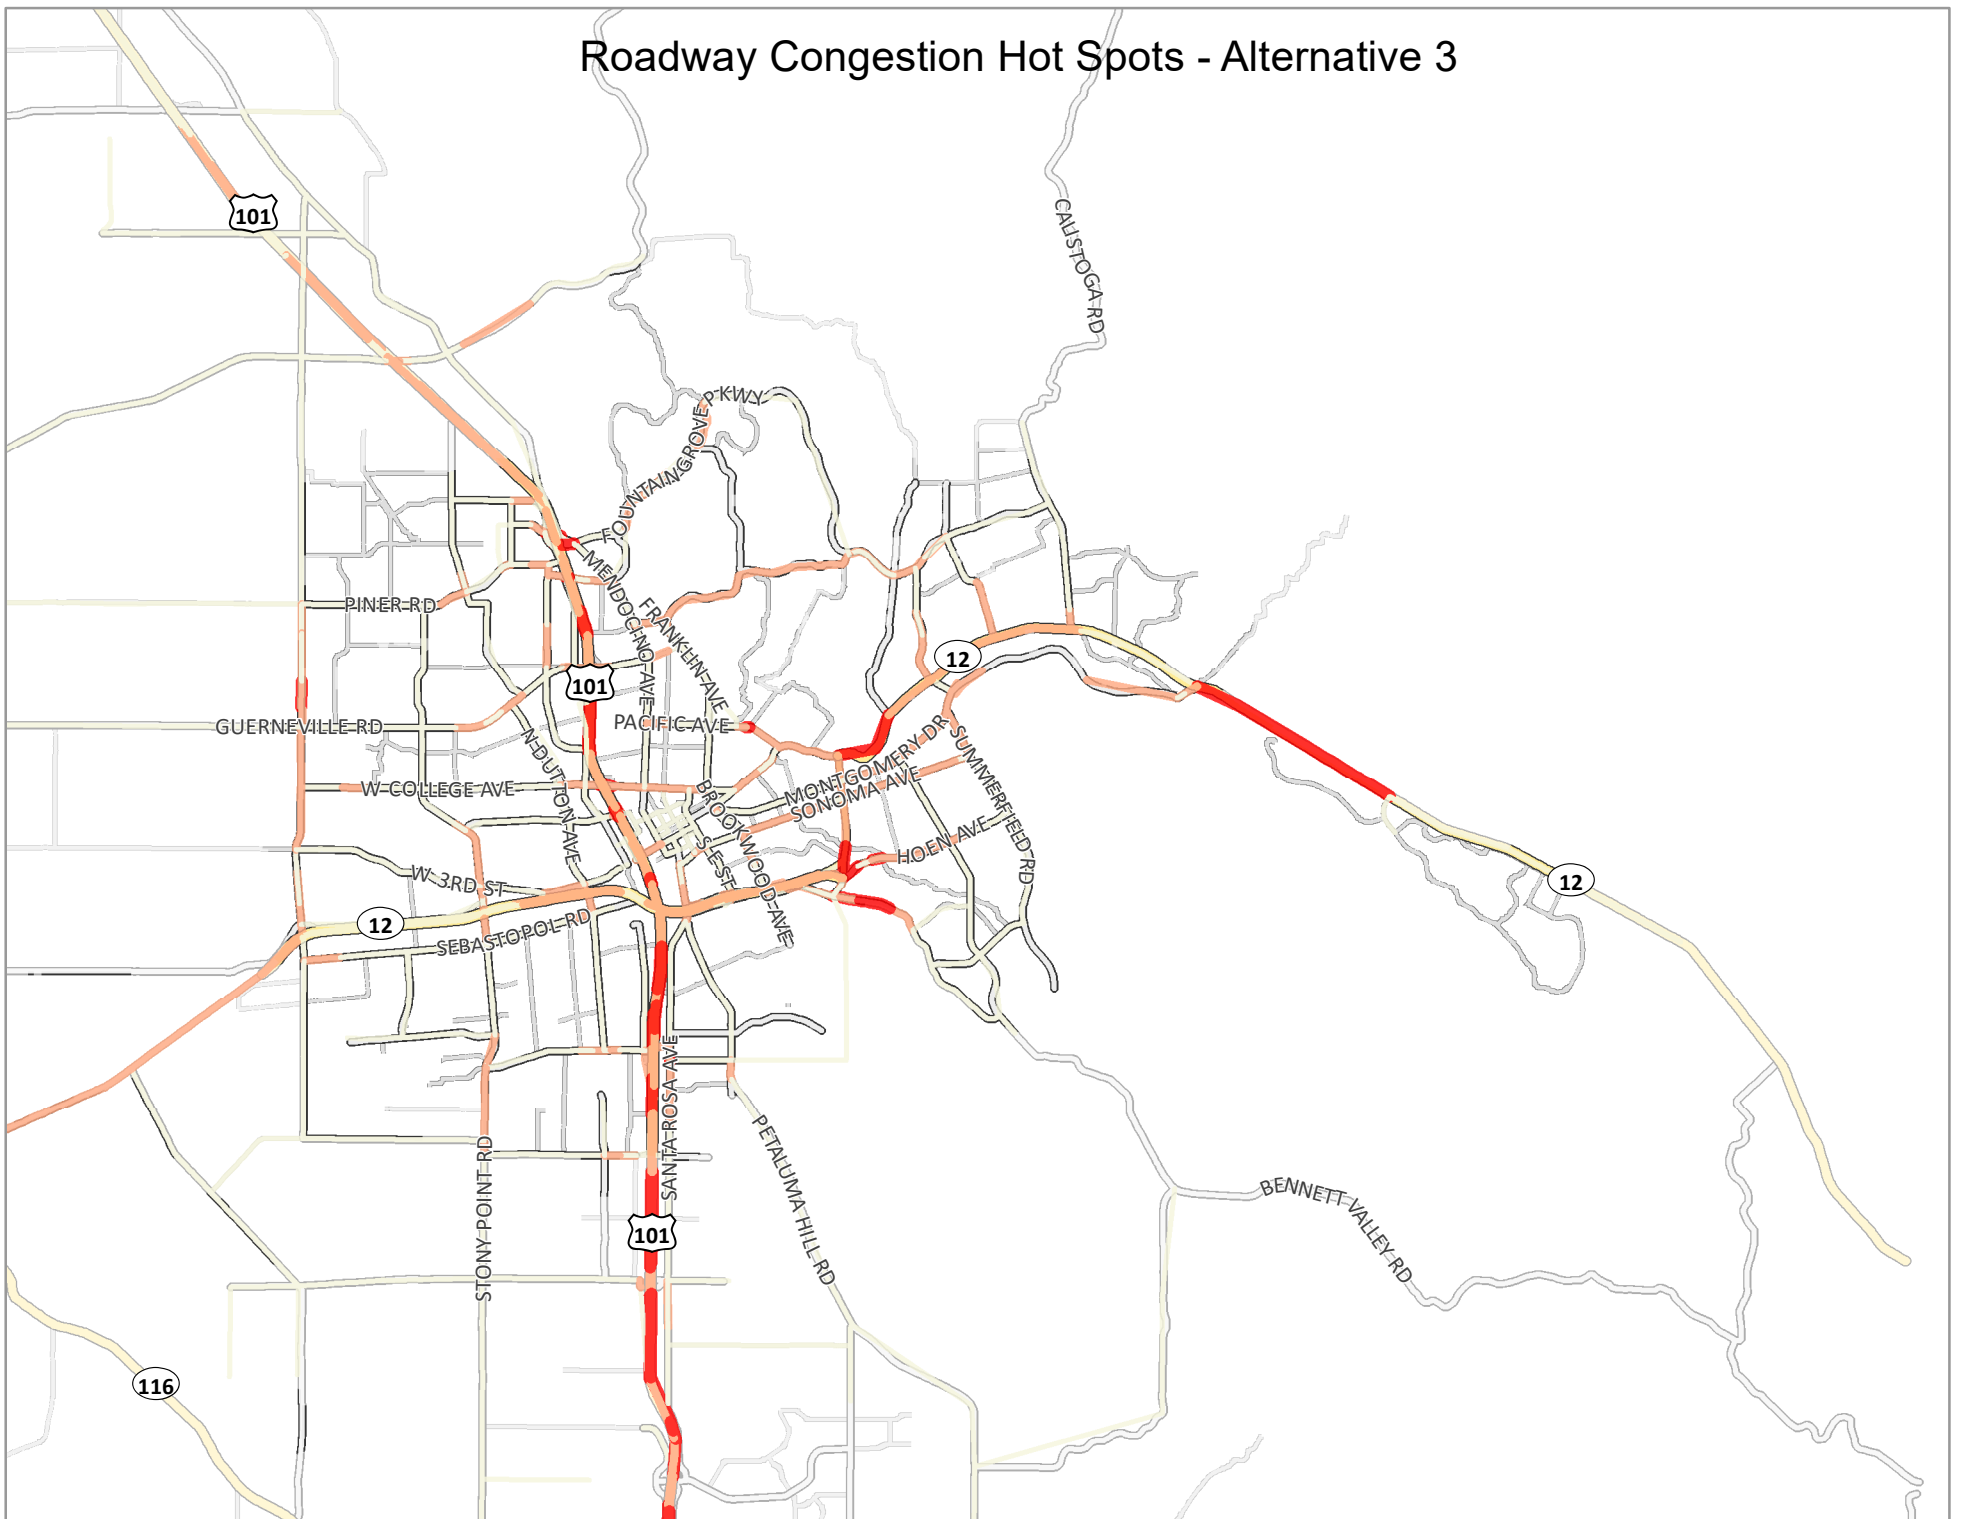 Roadway Congestion Hot Spots - Alternative 3
101
CALISTOGA RD
FOUNTAINGROVE PKWY
MENDOCINO AVE
FRANKLIN AVE
PINER RD
12
101
GUERNEVILLE RD
PACIFIC AVE
N DUTTON AVE
MONTGOMERY DR
SUMMERFIELD RD
W COLLEGE AVE
SONOMA AVE
BROOKWOOD AVE
S E ST
HOEN AVE
W 3RD ST
12
12
SEBASTOPOL RD
SANTA ROSA AVE
STONY POINT RD
PETALUMA HILL RD
BENNETT VALLEY RD
101
116